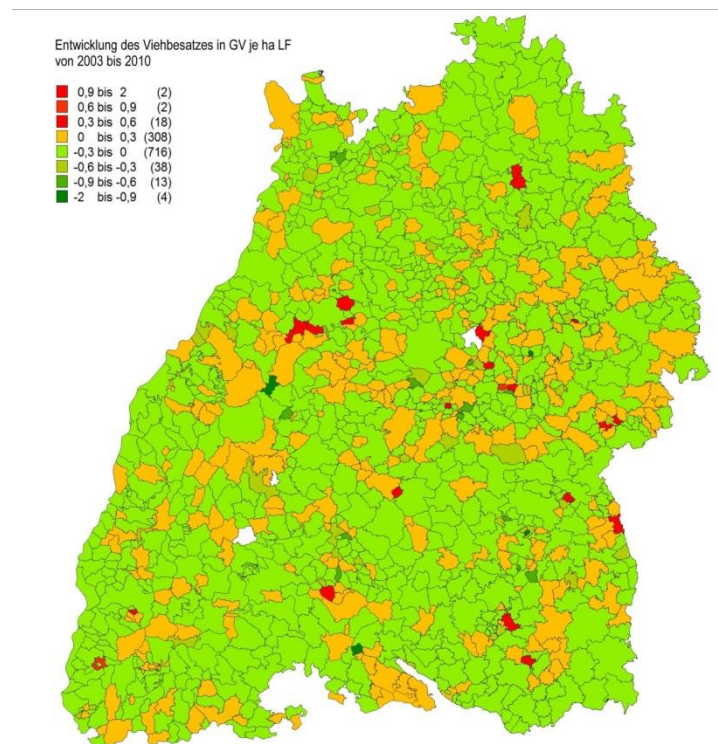 Entwicklung des Viehbesatzes in GV je ha LF
von 2003 bis 2010
0,9 bis 2 (2)
0,6 bis 0,9 (2)
0,3 bis 0,6 (18)
0 bis 0,3 (308)
-0,3 bis 0 (716)
-0,6 bis -0,3 (38)
-0,9 bis -0,6 (13)
-2 bis -0,9 (4)